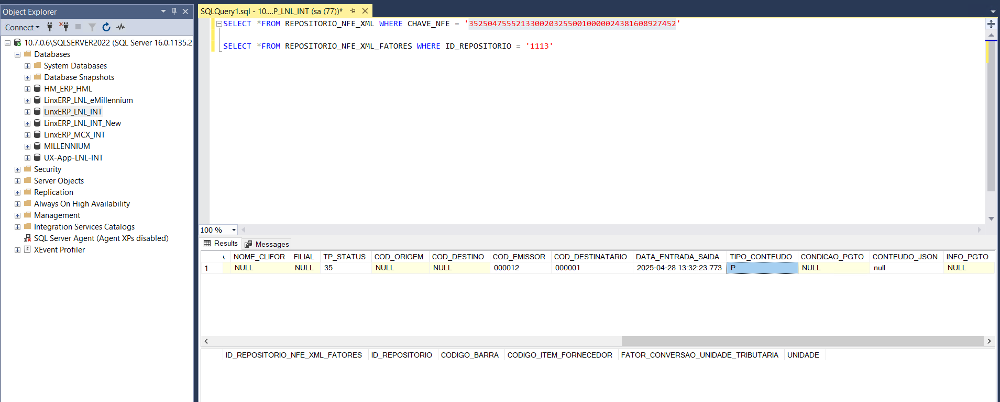 Object Explorer
Connect
10.7.0.6\SQLSERVER2022 (SQL Server 16.0.1135.2
Databases
System Databases
Database Snapshots
HM_ERP_HML
LinxERP_LNL_eMillennium
LinxERP_LNL_INT
LinxERP_LNL_INT_New
LinxERP_MCX_INT
MILLENNIUM
UX-App-LNL-INT
Security
Server Objects
Replication
Always On High Availability
Management
Integration Services Catalogs
SQL Server Agent (Agent XPs disabled)
XEvent Profiler
SQLQuery1.sql - 10....P_LNL_INT (sa (77))*
SELECT *FROM REPOSITORIO_NFE_XML WHERE CHAVE_NFE = '35250475552133002032550010000024381608927452'
SELECT *FROM REPOSITORIO_NFE_XML_FATORES WHERE ID_REPOSITORIO = '1113'
100 %
Results Messages
NOME_CLIFOR FILIAL TP_STATUS COD_ORIGEM COD_DESTINO COD_EMISSOR COD_DESTINATARIO DATA_ENTRADA_SAIDA TIPO_CONTEUDO CONDICAO_PGTO CONTEUDO_JSON INFO_PGTO
1 NULL NULL 35 NULL NULL 000012 000001 2025-04-28 13:32:23.773 P NULL null NULL
ID_REPOSITORIO_NFE_XML_FATORES ID_REPOSITORIO CODIGO_BARRA CODIGO_ITEM_FORNECEDOR FATOR_CONVERSAO_UNIDADE_TRIBUTARIA UNIDADE